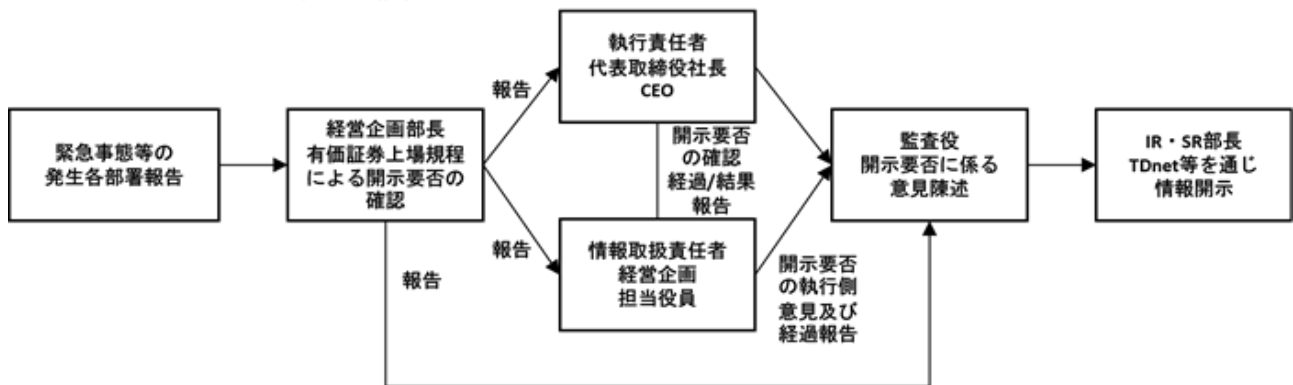 緊急事態等の
発生各部署報告
経営企画部長
有価証券上場規程
による開示要否の
確認
報告
報告
報告
執行責任者
代表取締役社長
CEO
開示要否
の確認
経過/結果
報告
情報取扱責任者
経営企画
担当役員
開示要否
の執行側
意見及び
経過報告
監査役
開示要否に係る
意見陳述
IR・SR部長
TDnet等を通じ
情報開示